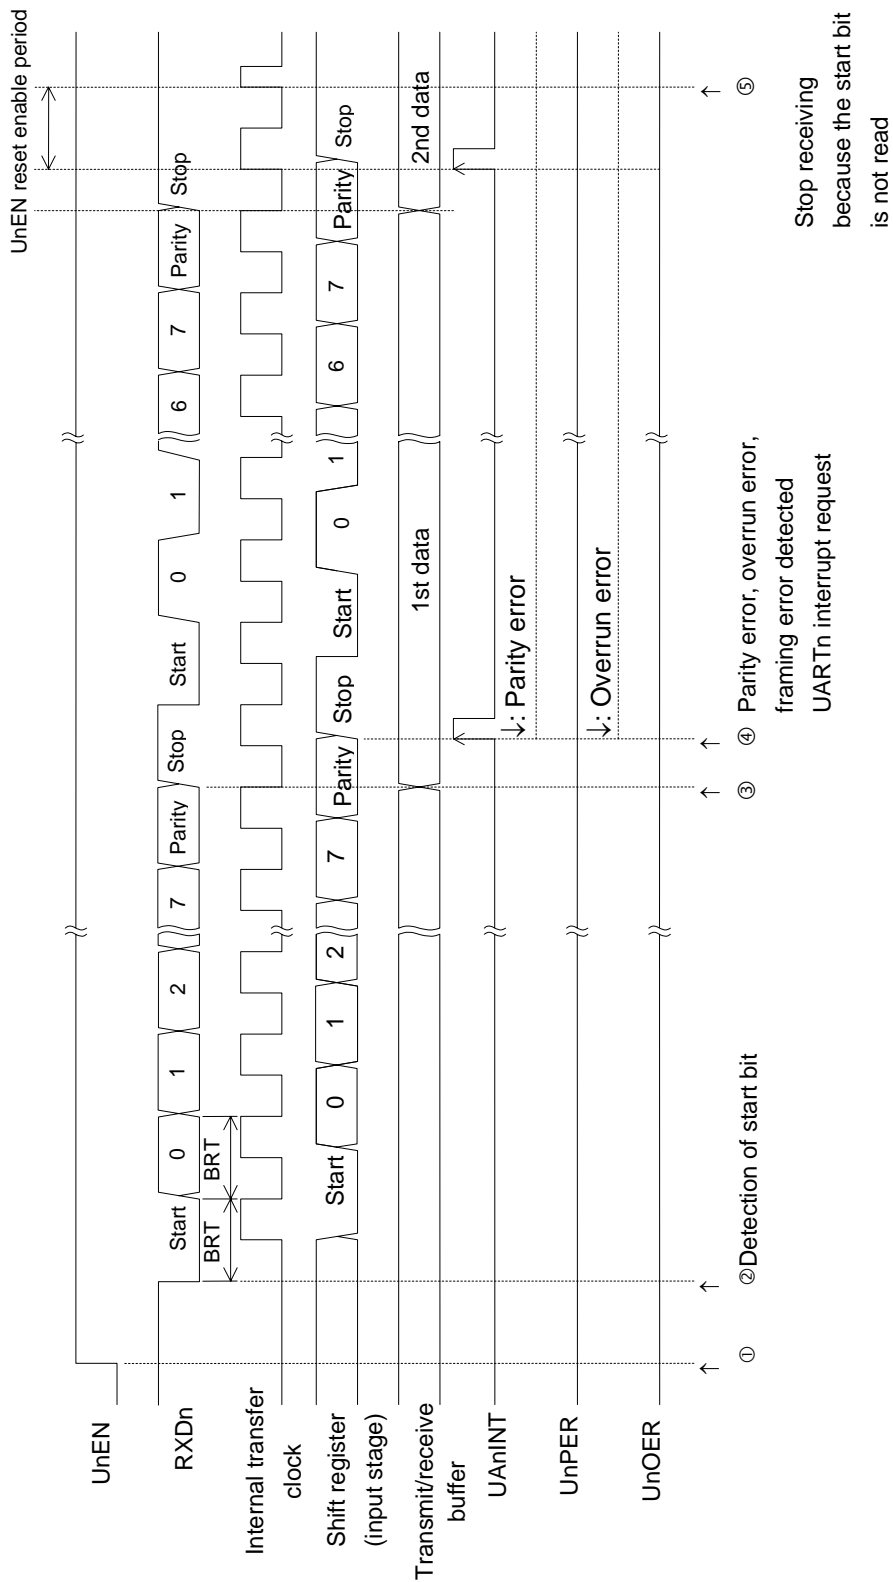 UnEN reset enable period
UnEN
RXDn
Start
0
1
2
7
Parity
Stop
Start
0
1
6
7
Parity
Stop
BRT
BRT
Internal transfer
clock
Shift register
(input stage)
Start
0
1
2
7
Parity
Stop
Start
0
1
6
7
Parity
Stop
Transmit/receive
buffer
1st data
2nd data
UAnINT
↓: Parity error
UnPER
↓: Overrun error
UnOER
↑
↑
↑
↑
↑
①
②Detection of start bit
③
④ Parity error, overrun error,
framing error detected
UARTn interrupt request
⑤
Stop receiving
because the start bit
is not read